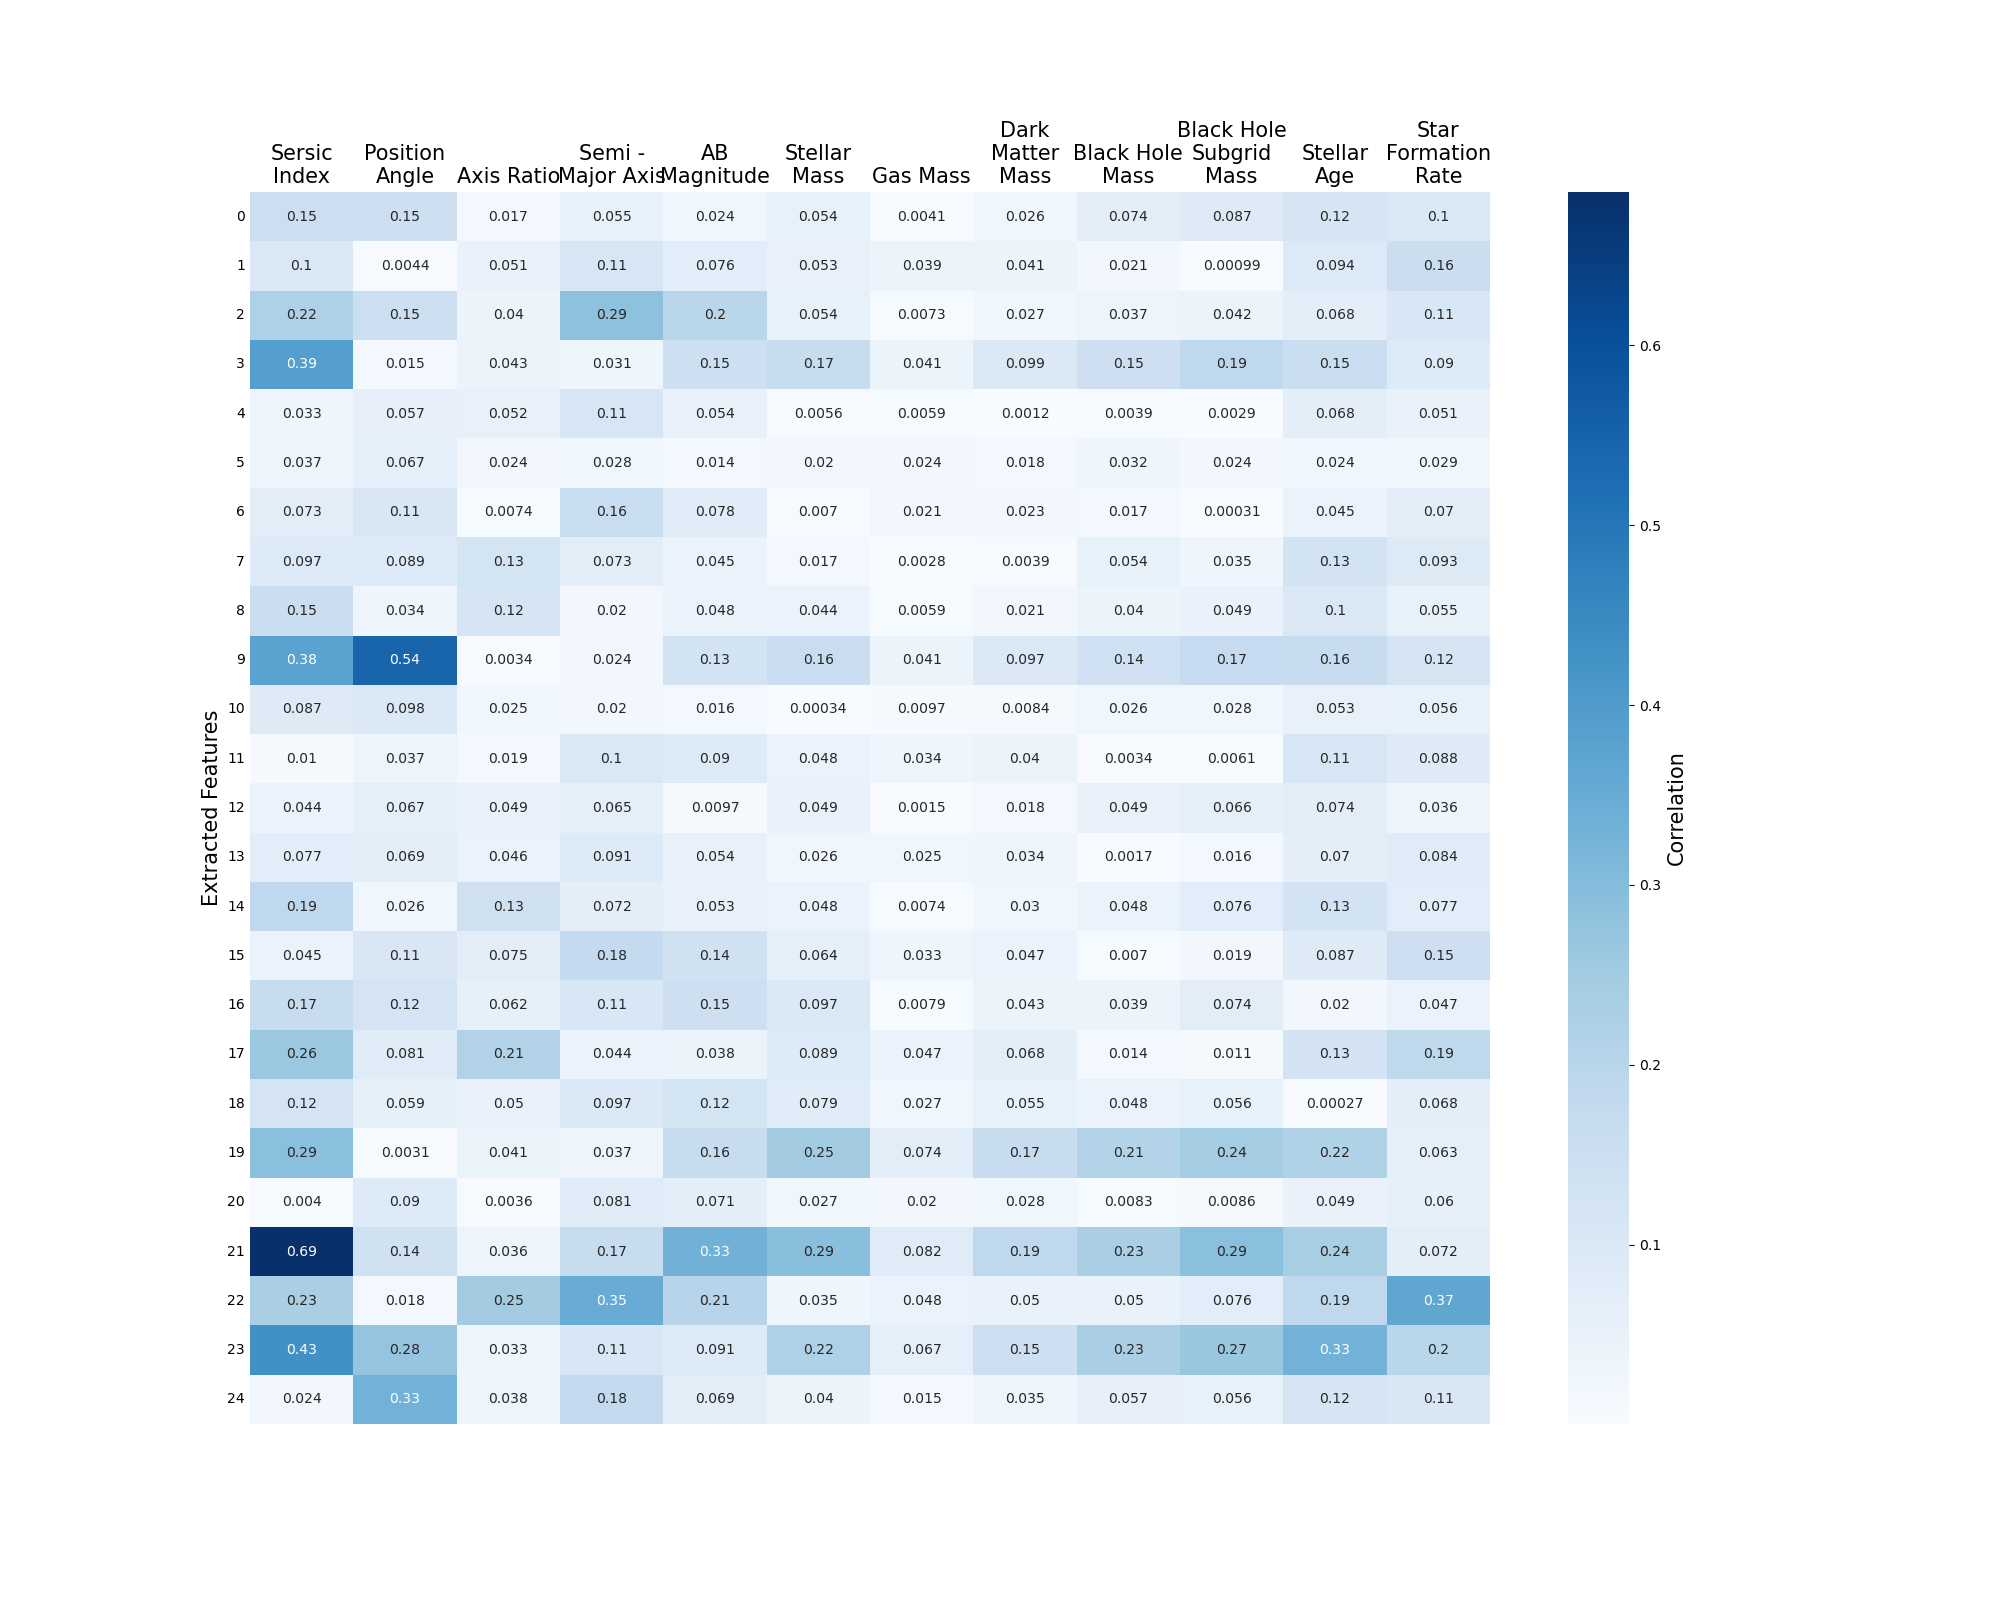 Sersic Index
Position Angle
Axis Ratio
Semi - Major Axis
AB Magnitude
Stellar Mass
Gas Mass
Dark Matter Mass
Black Hole Mass
Black Hole Subgrid Mass
Stellar Age
Star Formation Rate
0 0.15 0.15 0.017 0.055 0.024 0.054 0.0041 0.026 0.074 0.087 0.12 0.1
1 0.1 0.0044 0.051 0.11 0.076 0.053 0.039 0.041 0.021 0.00099 0.094 0.16
2 0.22 0.15 0.04 0.29 0.2 0.054 0.0073 0.027 0.037 0.042 0.068 0.11
3 0.39 0.015 0.043 0.031 0.15 0.17 0.041 0.099 0.15 0.19 0.15 0.09
4 0.033 0.057 0.052 0.11 0.054 0.0056 0.0059 0.0012 0.0039 0.0029 0.068 0.051
5 0.037 0.067 0.024 0.028 0.014 0.02 0.024 0.018 0.032 0.024 0.024 0.029
6 0.073 0.11 0.0074 0.16 0.078 0.007 0.021 0.023 0.017 0.00031 0.045 0.07
7 0.097 0.089 0.13 0.073 0.045 0.017 0.0028 0.0039 0.054 0.035 0.13 0.093
8 0.15 0.034 0.12 0.02 0.048 0.044 0.0059 0.021 0.04 0.049 0.1 0.055
9 0.38 0.54 0.0034 0.024 0.13 0.16 0.041 0.097 0.14 0.17 0.16 0.12
10 0.087 0.098 0.025 0.02 0.016 0.00034 0.0097 0.0084 0.026 0.028 0.053 0.056
11 0.01 0.037 0.019 0.1 0.09 0.048 0.034 0.04 0.0034 0.0061 0.11 0.088
12 0.044 0.067 0.049 0.065 0.0097 0.049 0.0015 0.018 0.049 0.066 0.074 0.036
13 0.077 0.069 0.046 0.091 0.054 0.026 0.025 0.034 0.0017 0.016 0.07 0.084
14 0.19 0.026 0.13 0.072 0.053 0.048 0.0074 0.03 0.048 0.076 0.13 0.077
15 0.045 0.11 0.075 0.18 0.14 0.064 0.033 0.047 0.007 0.019 0.087 0.15
16 0.17 0.12 0.062 0.11 0.15 0.097 0.0079 0.043 0.039 0.074 0.02 0.047
17 0.26 0.081 0.21 0.044 0.038 0.089 0.047 0.068 0.014 0.011 0.13 0.19
18 0.12 0.059 0.05 0.097 0.12 0.079 0.027 0.055 0.048 0.056 0.00027 0.068
19 0.29 0.0031 0.041 0.037 0.16 0.25 0.074 0.17 0.21 0.24 0.22 0.063
20 0.004 0.09 0.0036 0.081 0.071 0.027 0.02 0.028 0.0083 0.0086 0.049 0.06
21 0.69 0.14 0.036 0.17 0.33 0.29 0.082 0.19 0.23 0.29 0.24 0.072
22 0.23 0.018 0.25 0.35 0.21 0.035 0.048 0.05 0.05 0.076 0.19 0.37
23 0.43 0.28 0.033 0.11 0.091 0.22 0.067 0.15 0.23 0.27 0.33 0.2
24 0.024 0.33 0.038 0.18 0.069 0.04 0.015 0.035 0.057 0.056 0.12 0.11
Extracted Features
0.6
0.5
0.4
0.3
0.2
0.1
Correlation